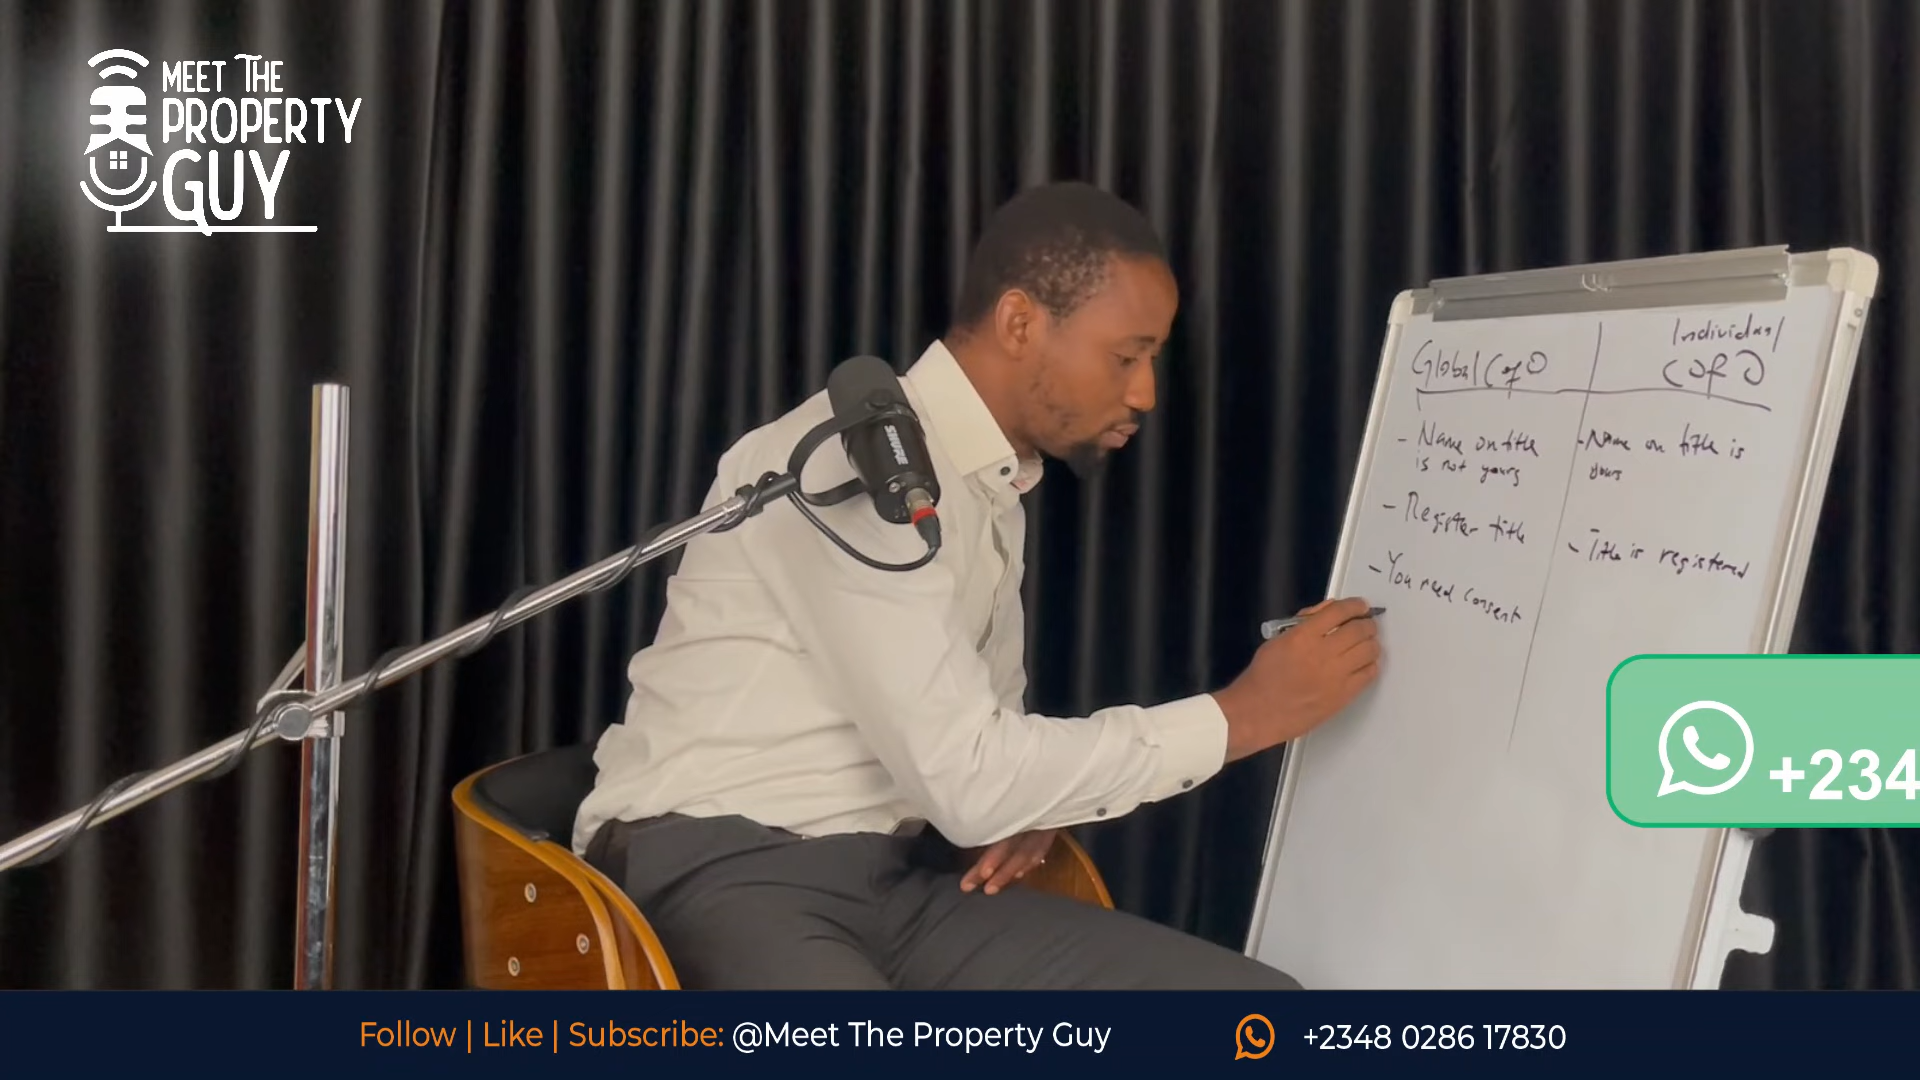 MEET THE
PROPERTY
GUY
SHURE
Global C of O
Individual
C OF O
- Name on title
is not yours
- Name on title is
yours
- Register title
- Title is registered
- You need consent
+234
Follow | Like | Subscribe: @Meet The Property Guy
+2348 0286 17830